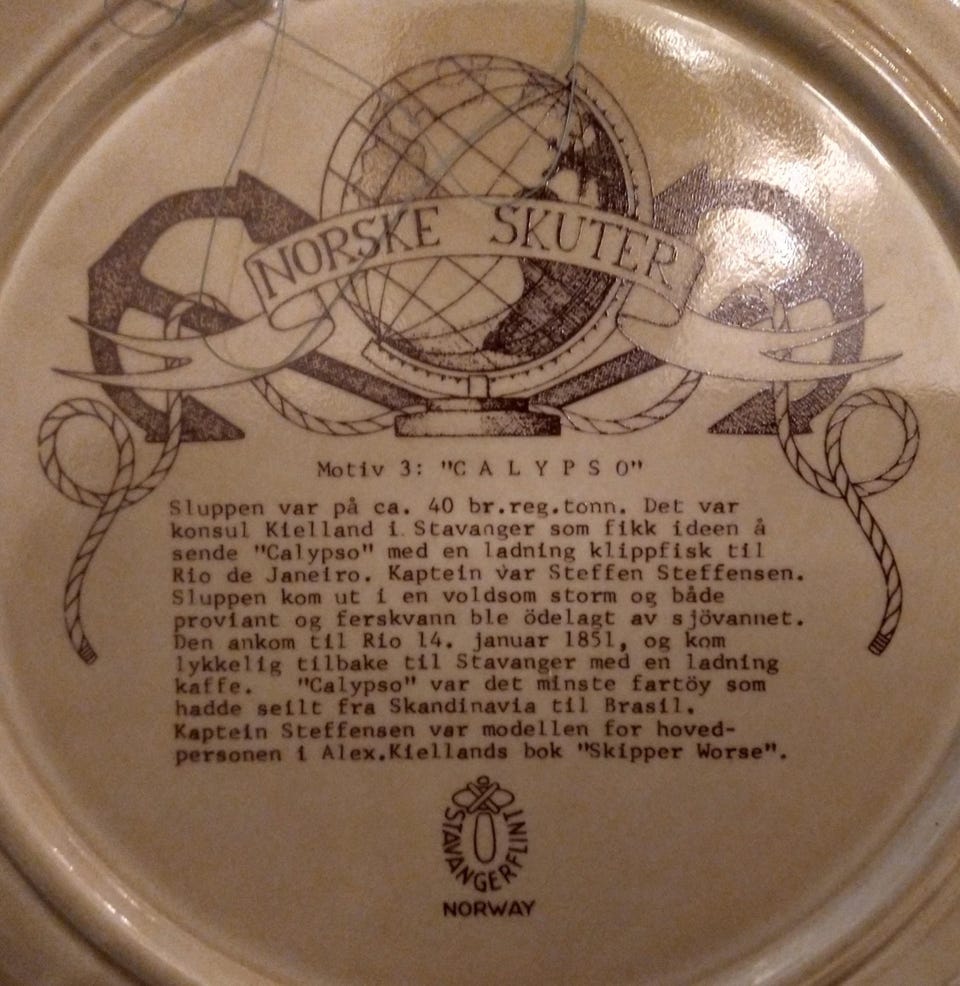 NORSKE SKUTER
Motiv 3: "C A L Y P S O"
Sluppen var på ca. 40 br.reg.tonn. Det var
konsul Kielland i Stavanger som fikk ideen å
sende "Calypso" med en ladning klippfisk til
Rio de Janeiro. Kaptein var Steffen Steffensen.
Sluppen kom ut i en voldsom storm og både
proviant og ferskvann ble ödelagt av sjövannet.
Den ankom til Rio 14. januar 1851, og kom
lykkelig tilbake til Stavanger med en ladning
kaffe. "Calypso" var det minste fartöy som
hadde seilt fra Skandinavia til Brasil.
Kaptein Steffensen var modellen for hoved-
personen i Alex.Kiellands bok "Skipper Worse".
STAVANGERFLINT
NORWAY